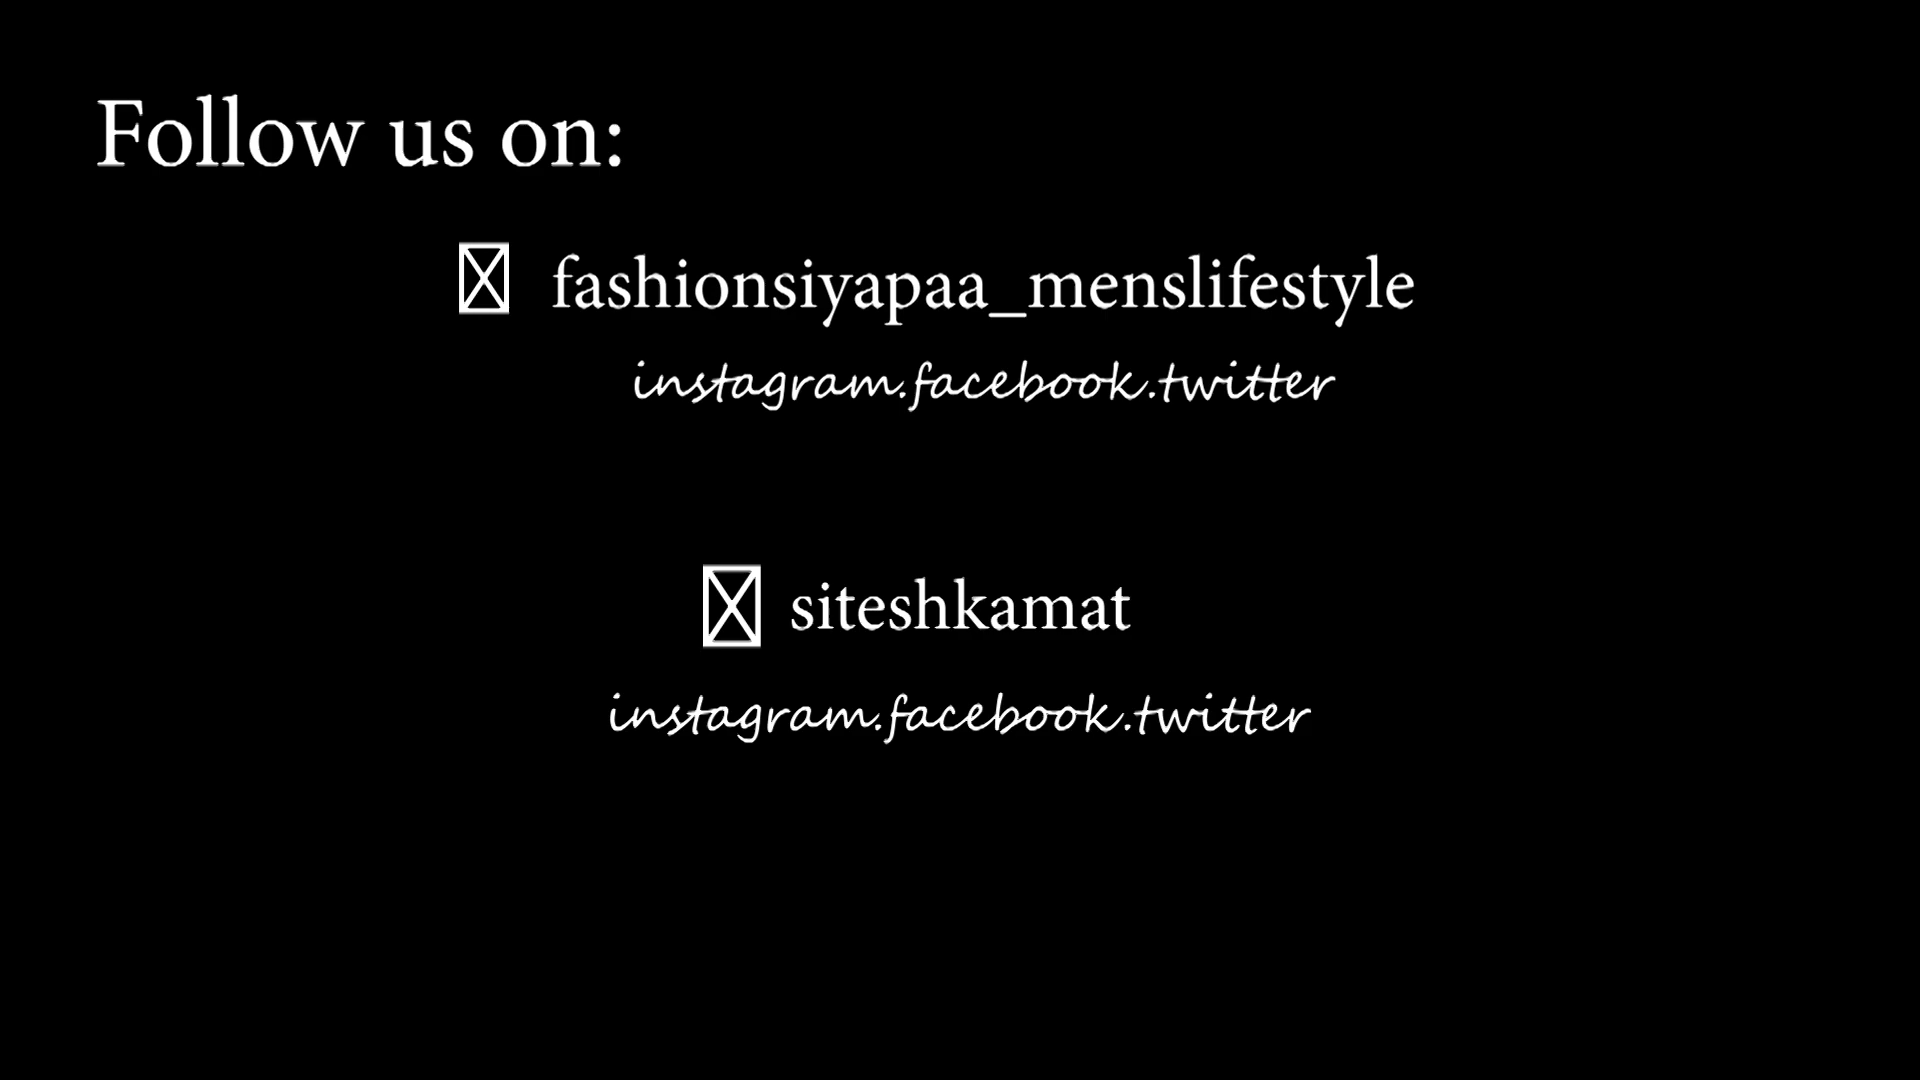 Follow us on:
fashionsiyapaa_menslifestyle
instagram.facebook.twitter
siteshkamat
instagram.facebook.twitter